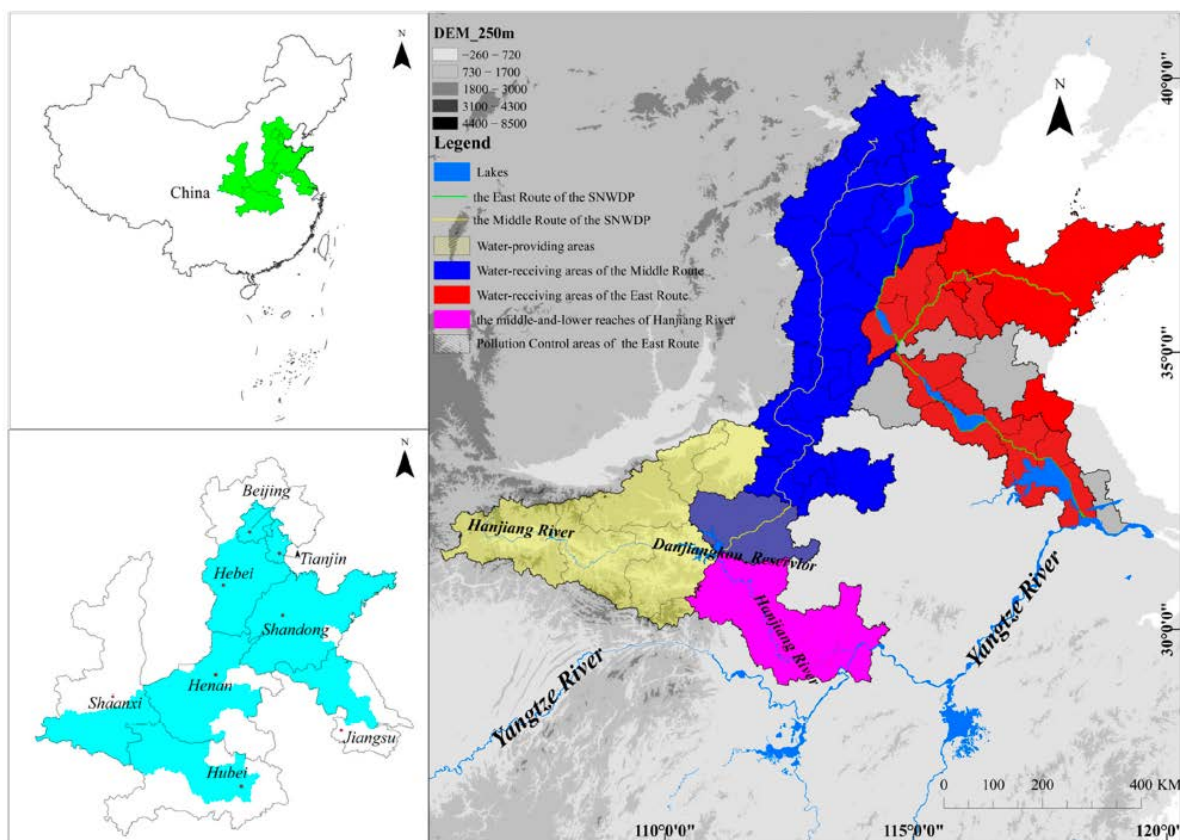 N
China
N
Beijing
Tianjin
Hebei
Shandong
Henan
Shaanxi
Jiangsu
Hubei
DEM_250m
−260 − 720
730 − 1700
1800 − 3000
3100 − 4300
4400 − 8500
Legend
Lakes
the East Route of the SNWDP
the Middle Route of the SNWDP
Water-providing areas
Water-receiving areas of the Middle Route
Water-receiving areas of the East Route
the middle-and-lower reaches of Hanjiang River
Pollution Control areas of the East Route
N
40°0'0"
35°0'0"
30°0'0"
Hanjiang River
Danjiangkou_Reservior
Hanjiang River
Yangtze River
Yangtze River
0 100 200 400 KM
110°0'0" 115°0'0" 120°0'0"